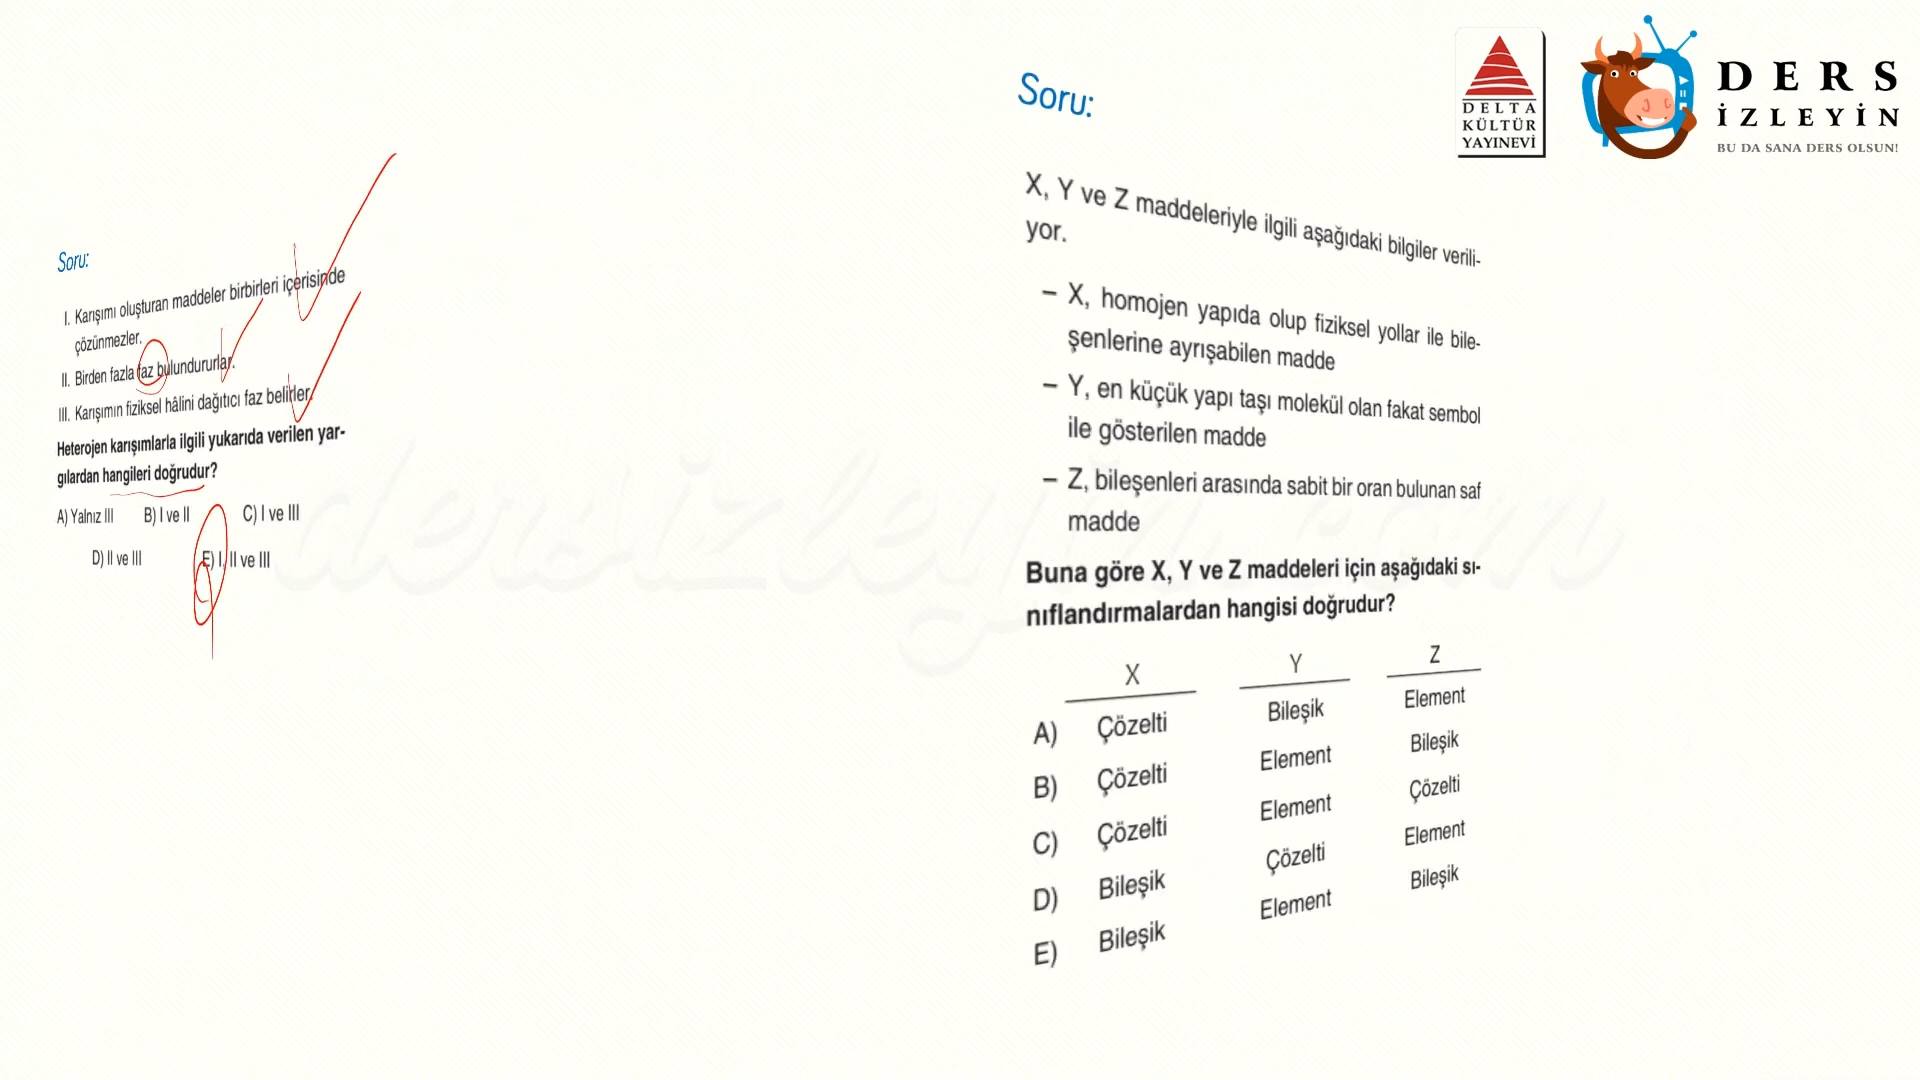 Soru:
I. Karışımı oluşturan maddeler birbirleri içerisinde
çözünmezler.
II. Birden fazla faz bulundururlar.
III. Karışımın fiziksel hâlini dağıtıcı faz belirler.
Heterojen karışımlarla ilgili yukarıda verilen yar-
gılardan hangileri doğrudur?
A) Yalnız III B) I ve II C) I ve III
D) II ve III E) I, II ve III
Soru:
X, Y ve Z maddeleriyle ilgili aşağıdaki bilgiler verili-
yor.
– X, homojen yapıda olup fiziksel yollar ile bile-
şenlerine ayrışabilen madde
– Y, en küçük yapı taşı molekül olan fakat sembol
ile gösterilen madde
– Z, bileşenleri arasında sabit bir oran bulunan saf
madde
Buna göre X, Y ve Z maddeleri için aşağıdaki sı-
nıflandırmalardan hangisi doğrudur?
X Y Z
A) Çözelti Bileşik Element
B) Çözelti Element Bileşik
C) Çözelti Element Çözelti
D) Bileşik Çözelti Element
E) Bileşik Element Bileşik
DELTA
KÜLTÜR
YAYINEVİ
DERS
İZLEYİN
BU DA SANA DERS OLSUN!
dersizleyin.com